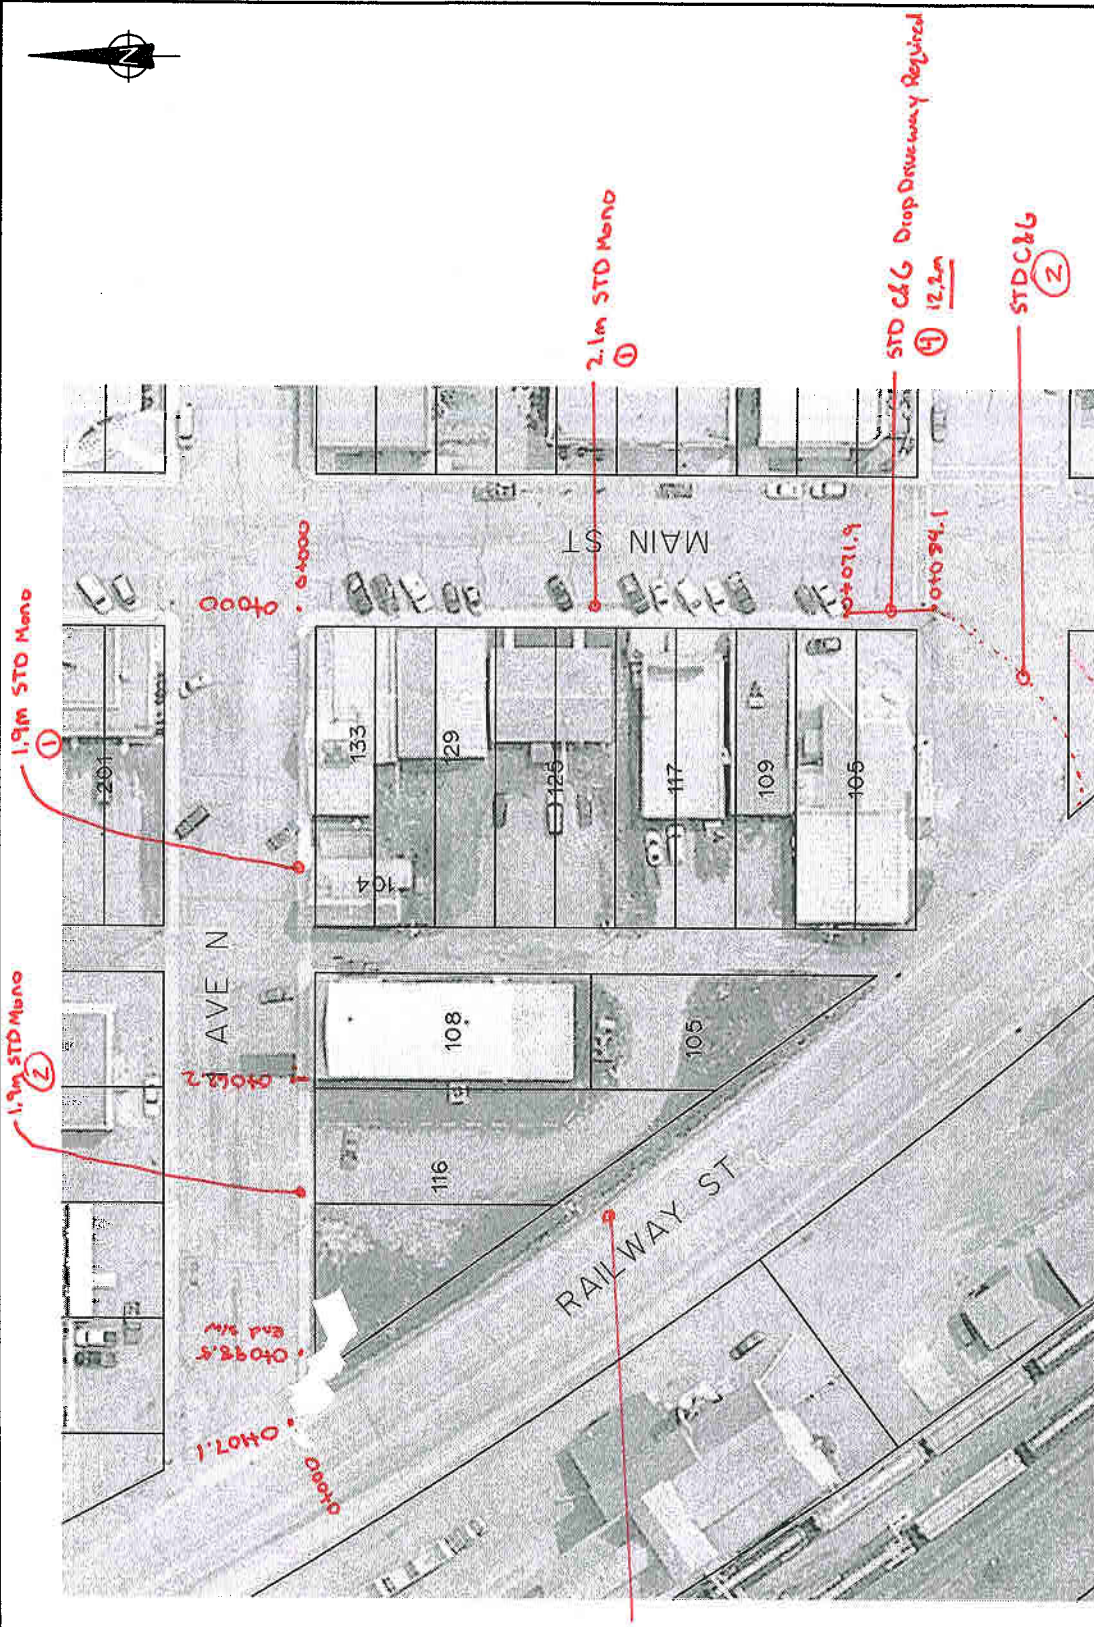 N
1.9m STD Mono
①
1.9m STD Mono
②
2.1m STD Mono
①
STD C&G Drop Driveway Required
④ 12.2m
STD C&G
②
0+000
0+000
0+071.9
0+084.1
0+062.2
0+098.8
End s/w
0+107.1
0+000
MAIN ST
1 AVE N
RAILWAY ST
201
133
129
125
117
109
105
104
108
105
116